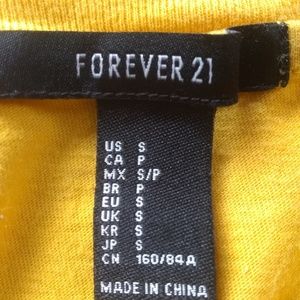 FOREVER 21
US S
CA P
MX S/P
BR P
EU S
UK S
KR S
JP S
CN 160/84A
MADE IN CHINA